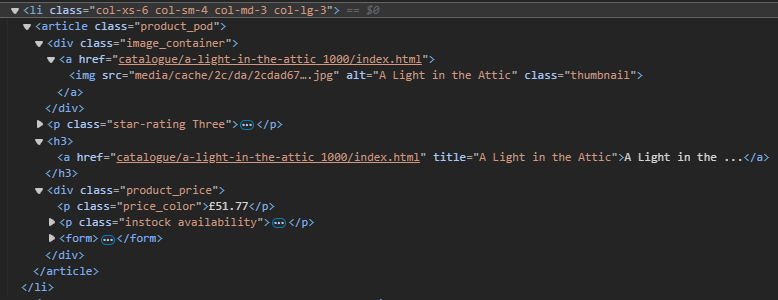 <li class="col-xs-6 col-sm-4 col-md-3 col-lg-3"> == $0
<article class="product_pod">
<div class="image_container">
<a href="catalogue/a-light-in-the-attic_1000/index.html">
<img src="media/cache/2c/da/2cdad67….jpg" alt="A Light in the Attic" class="thumbnail">
</a>
</div>
<p class="star-rating Three">…</p>
<h3>
<a href="catalogue/a-light-in-the-attic_1000/index.html" title="A Light in the Attic">A Light in the ...</a>
</h3>
<div class="product_price">
<p class="price_color">£51.77</p>
<p class="instock availability">…</p>
<form>…</form>
</div>
</article>
</li>